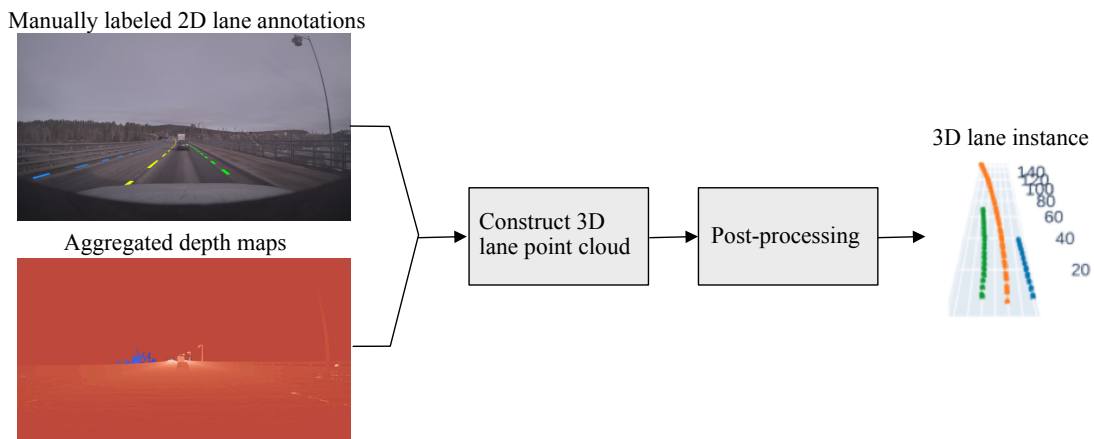 Manually labeled 2D lane annotations
Aggregated depth maps
Construct 3D
lane point cloud
Post-processing
3D lane instance
140
120
100
80
60
40
20